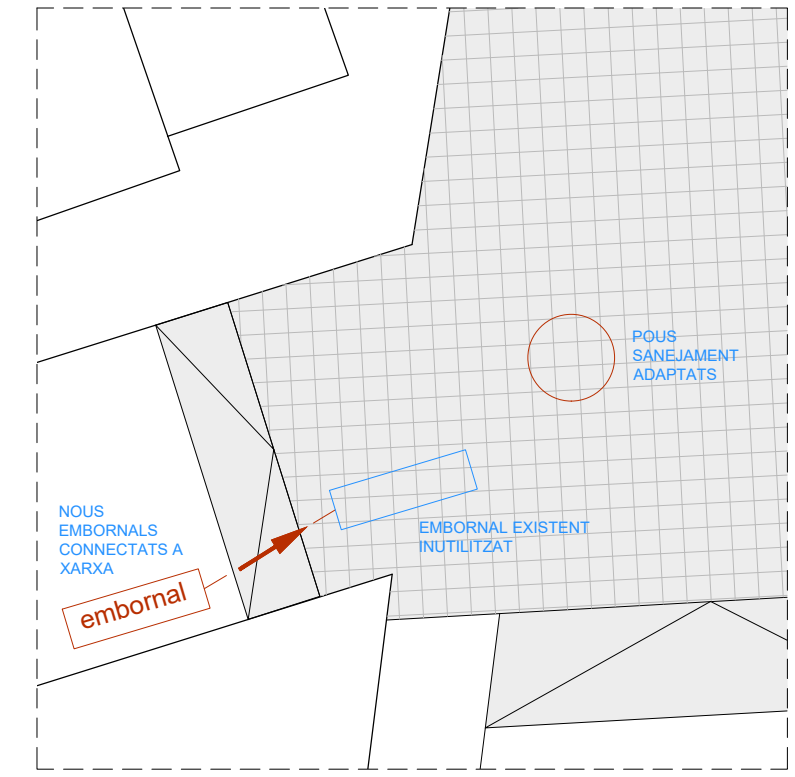 POUS
SANEJAMENT
ADAPTATS
NOUS
EMBORNALS
CONNECTATS A
XARXA
EMBORNAL EXISTENT
INUTILITZAT
embornal